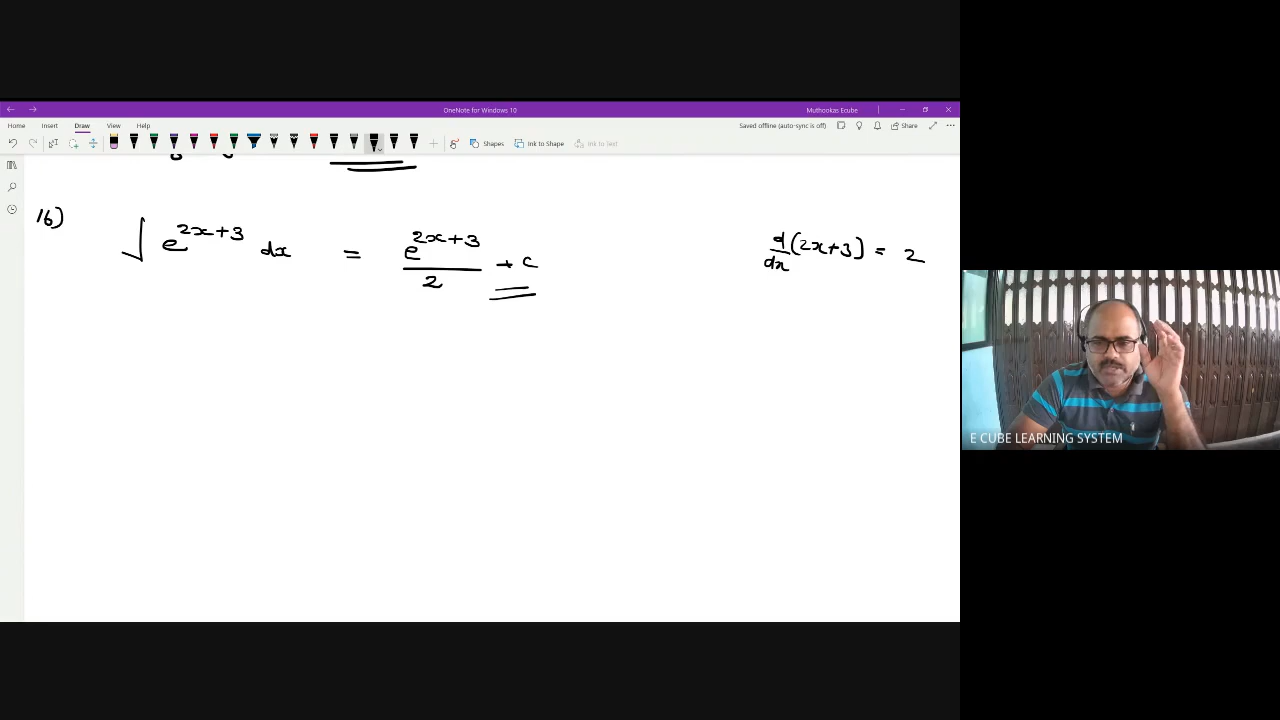 OneNote for Windows 10
Muthookas Ecube
Home Insert Draw View Help
Saved offline (auto-sync is off)
Share
Shapes
Ink to Shape
Ink to Text
16) ∫ e^{2x+3} dx = e^{2x+3}/2 + c
d/dx (2x+3) = 2
E CUBE LEARNING SYSTEM